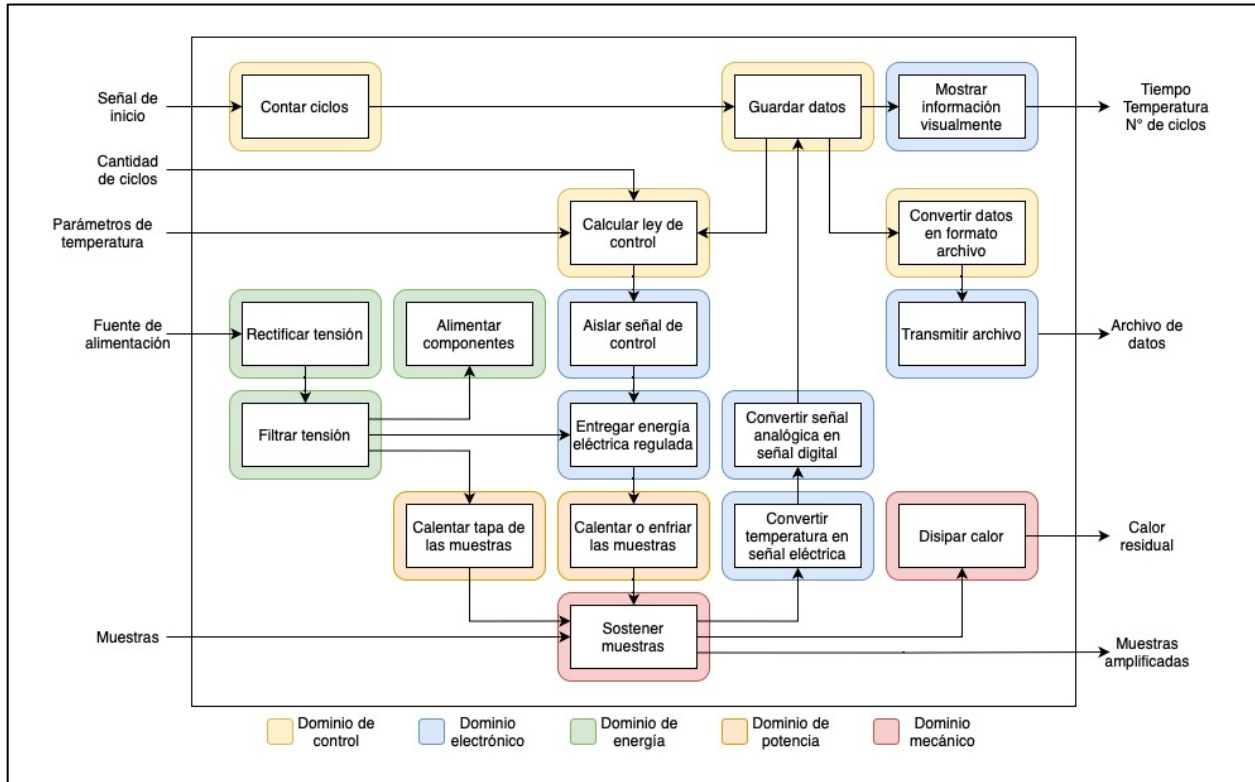 Señal de
inicio
Contar ciclos
Guardar datos
Mostrar
información
visualmente
Tiempo
Temperatura
N° de ciclos
Cantidad
de ciclos
Parámetros de
temperatura
Calcular ley de
control
Convertir datos
en formato
archivo
Fuente de
alimentación
Rectificar tensión
Alimentar
componentes
Aislar señal de
control
Transmitir archivo
Archivo de
datos
Filtrar tensión
Entregar energía
eléctrica regulada
Convertir señal
analógica en
señal digital
Calentar tapa de
las muestras
Calentar o enfriar
las muestras
Convertir
temperatura en
señal eléctrica
Disipar calor
Calor
residual
Muestras
Sostener
muestras
Muestras
amplificadas
Dominio de
control
Dominio
electrónico
Dominio de
energía
Dominio de
potencia
Dominio
mecánico